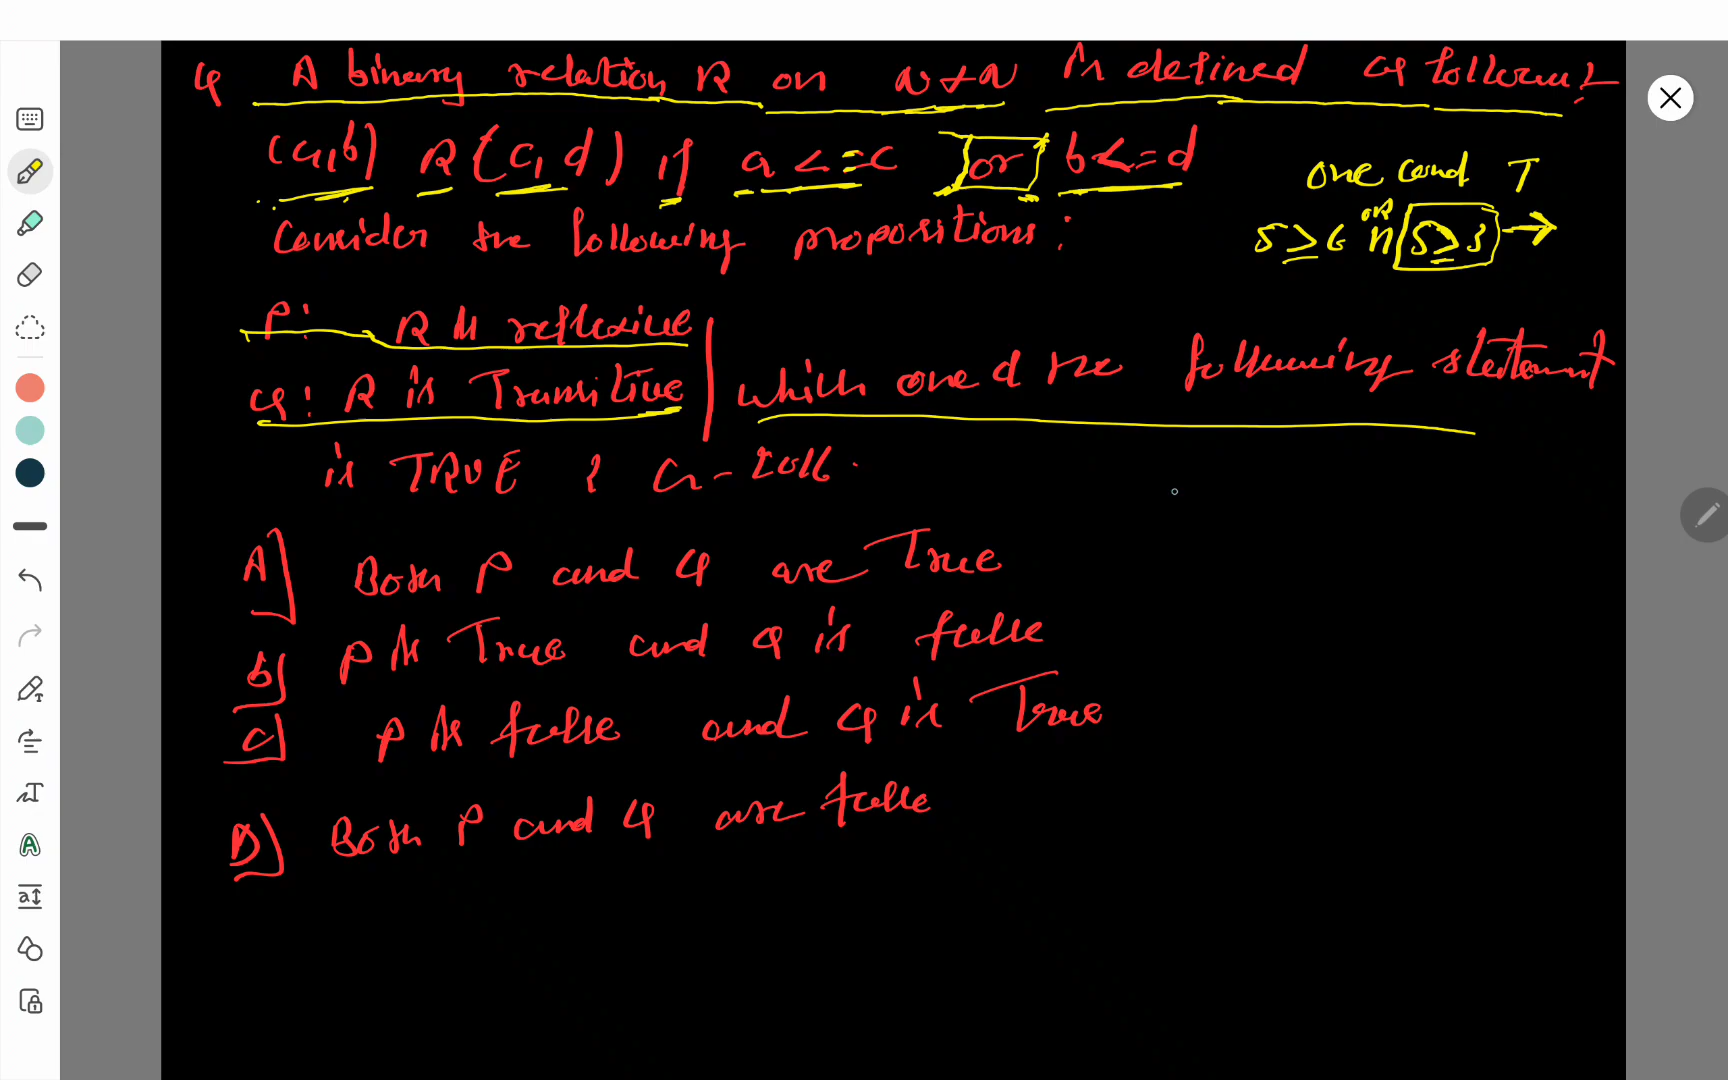 Q A binary relation R on N×N is defined as follows:
(a,b) R (c,d) if a <= c or b <= d
one cond T
Consider the following propositions:
5 ≥ 6 or 5 ≥ 3 →
P: R is reflexive
Q: R is Transitive which one of the following statement
is TRUE ?
A] Both P and Q are True
b] P is True and Q is false
c] P is false and Q is True
D] Both P and Q are false